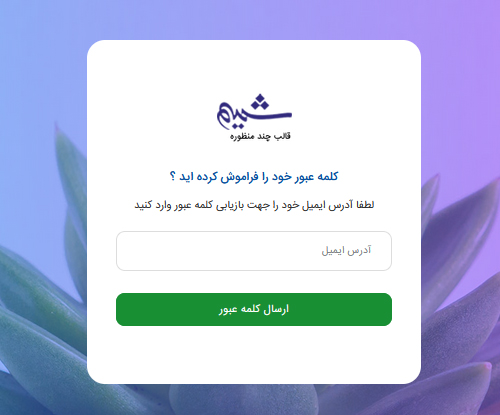 شمیم
قالب چند منظوره
کلمه عبور خود را فراموش کرده اید ؟
لطفا آدرس ایمیل خود را جهت بازیابی کلمه عبور وارد کنید
آدرس ایمیل
ارسال کلمه عبور